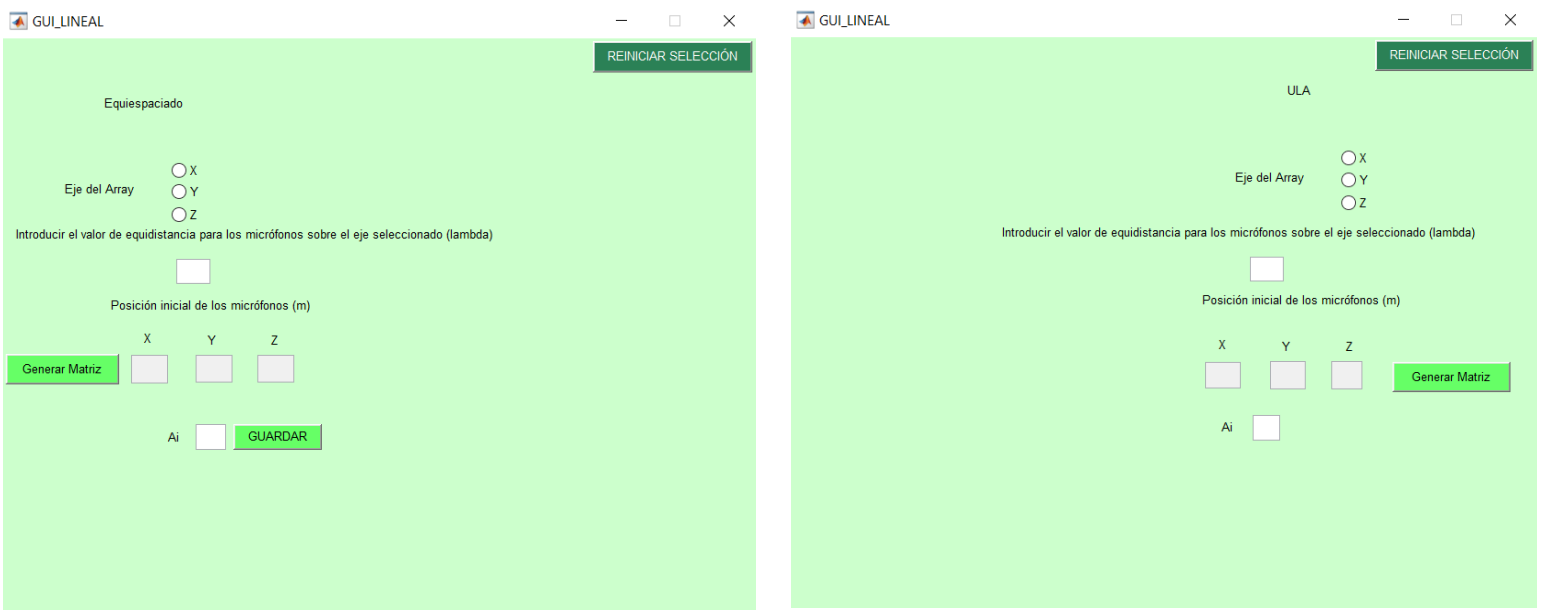 GUI_LINEAL
REINICIAR SELECCIÓN
Equiespaciado
X
Eje del Array
Y
Z
Introducir el valor de equidistancia para los micrófonos sobre el eje seleccionado (lambda)
Posición inicial de los micrófonos (m)
X Y Z
Generar Matriz
Ai GUARDAR
GUI_LINEAL
REINICIAR SELECCIÓN
ULA
X
Eje del Array
Y
Z
Introducir el valor de equidistancia para los micrófonos sobre el eje seleccionado (lambda)
Posición inicial de los micrófonos (m)
X Y Z
Generar Matriz
Ai